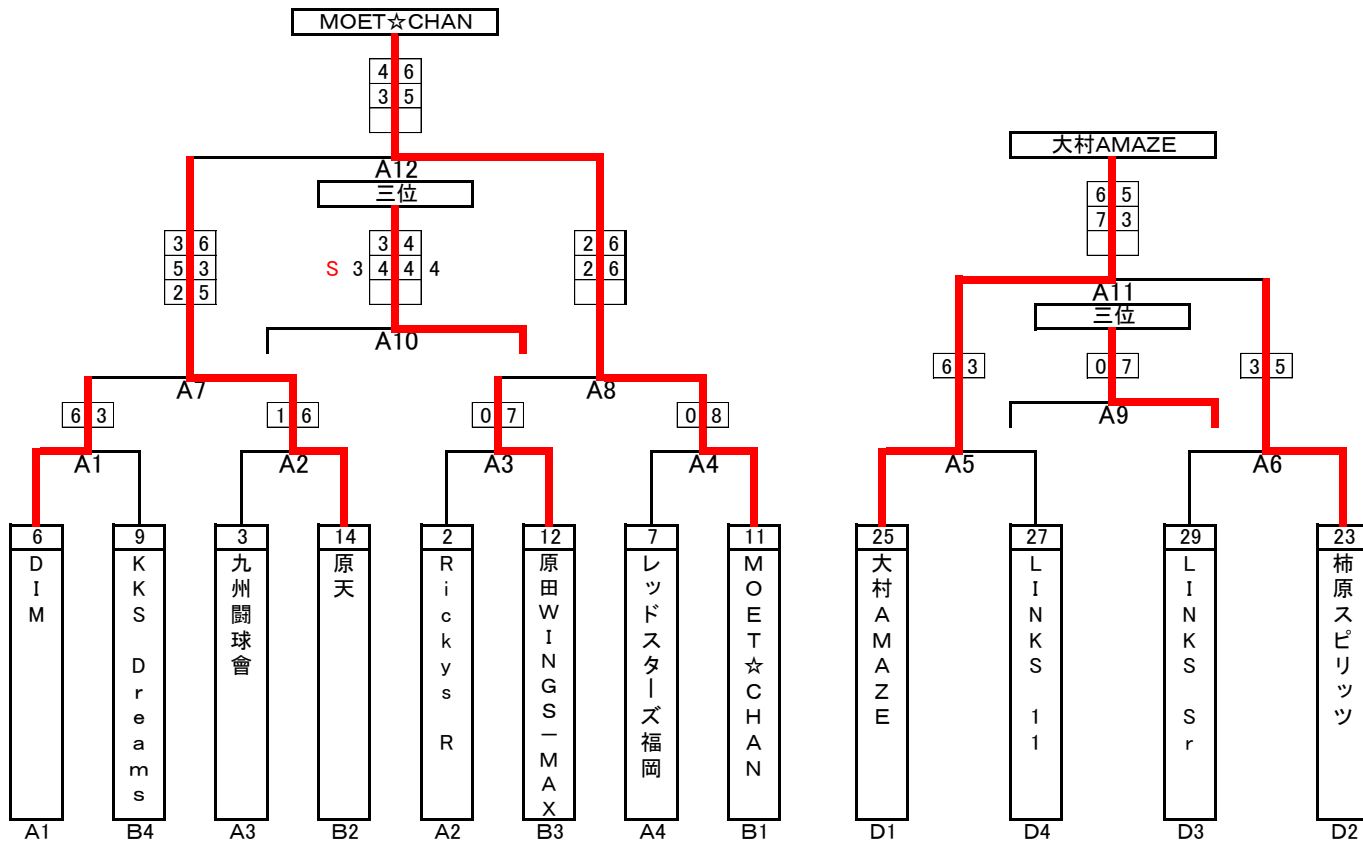 MOET☆CHAN
4 6
3 5
大村AMAZE
A12
三位
6 5
7 3
3 6
5 3
2 5
3 4
S 3 4 4 4
2 6
2 6
A11
三位
A10
6 3
0 7
3 5
A7
A8
6 3
1 6
0 7
0 8
A9
A1
A2
A3
A4
A5
A6
6
9
3
14
2
12
7
11
25
27
29
23
DIM
KKS Dreams
九州闘球會
原天
Rickys R
原田WINGS－MAX
レッドスターズ福岡
MOET☆CHAN
大村AMAZE
LINKS 11
LINKS Sr
柿原スピリッツ
A1
B4
A3
B2
A2
B3
A4
B1
D1
D4
D3
D2